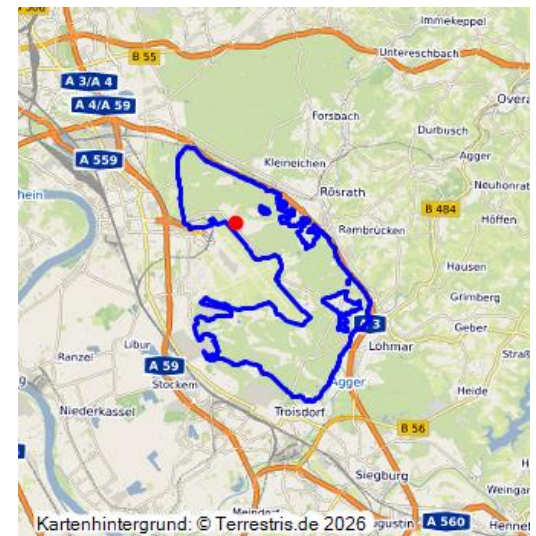 Immekeppel
B 55
Untereschbach
A 3/A 4
A 4/A 59
Overa
Forsbach
Durbusch
A 559
Kleineichen
Agger
Rösrath
Neuhonrat
hein
B 484
Höffen
Rambrücken
Hausen
Grimberg
Geber
Libur
Lohmar
Straß
Ranzel
A 59
Stockem
Agger
Heide
Niederkassel
Troisdorf
B 56
Siegburg
Weingar
Kartenhintergrund: © Terrestris.de 2026
ugustin
A 560
Hennet